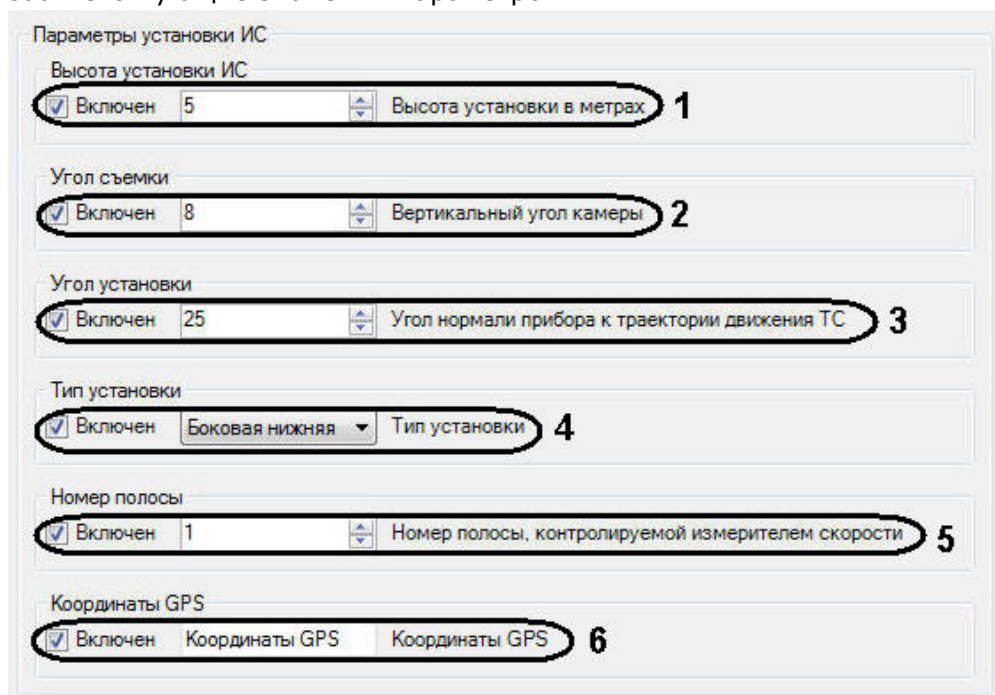 Параметры установки ИС
Высота установки ИС
Включен 5 Высота установки в метрах 1
Угол съемки
Включен 8 Вертикальный угол камеры 2
Угол установки
Включен 25 Угол нормали прибора к траектории движения ТС 3
Тип установки
Включен Боковая нижняя Тип установки 4
Номер полосы
Включен 1 Номер полосы, контролируемой измерителем скорости 5
Координаты GPS
Включен Координаты GPS Координаты GPS 6